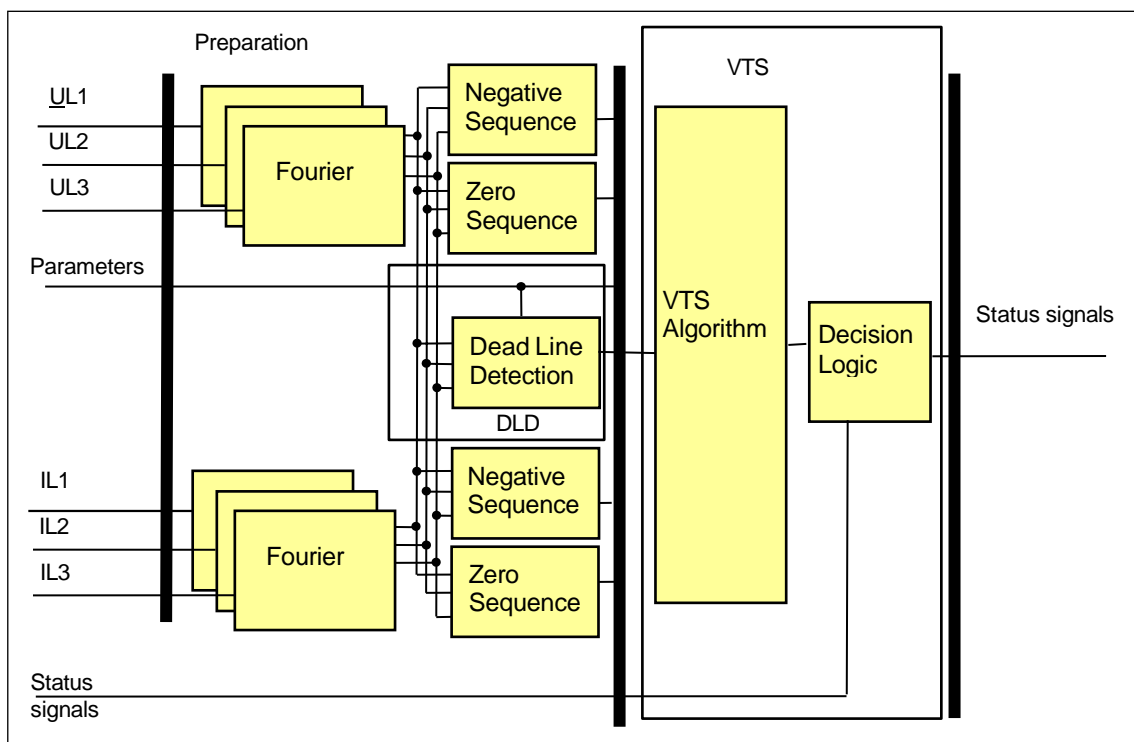 Preparation
VTS
UL1
UL2
UL3
Fourier
Negative
Sequence
Zero
Sequence
Parameters
Dead Line
Detection
DLD
VTS
Algorithm
Decision
Logic
Status signals
IL1
IL2
IL3
Fourier
Negative
Sequence
Zero
Sequence
Status
signals